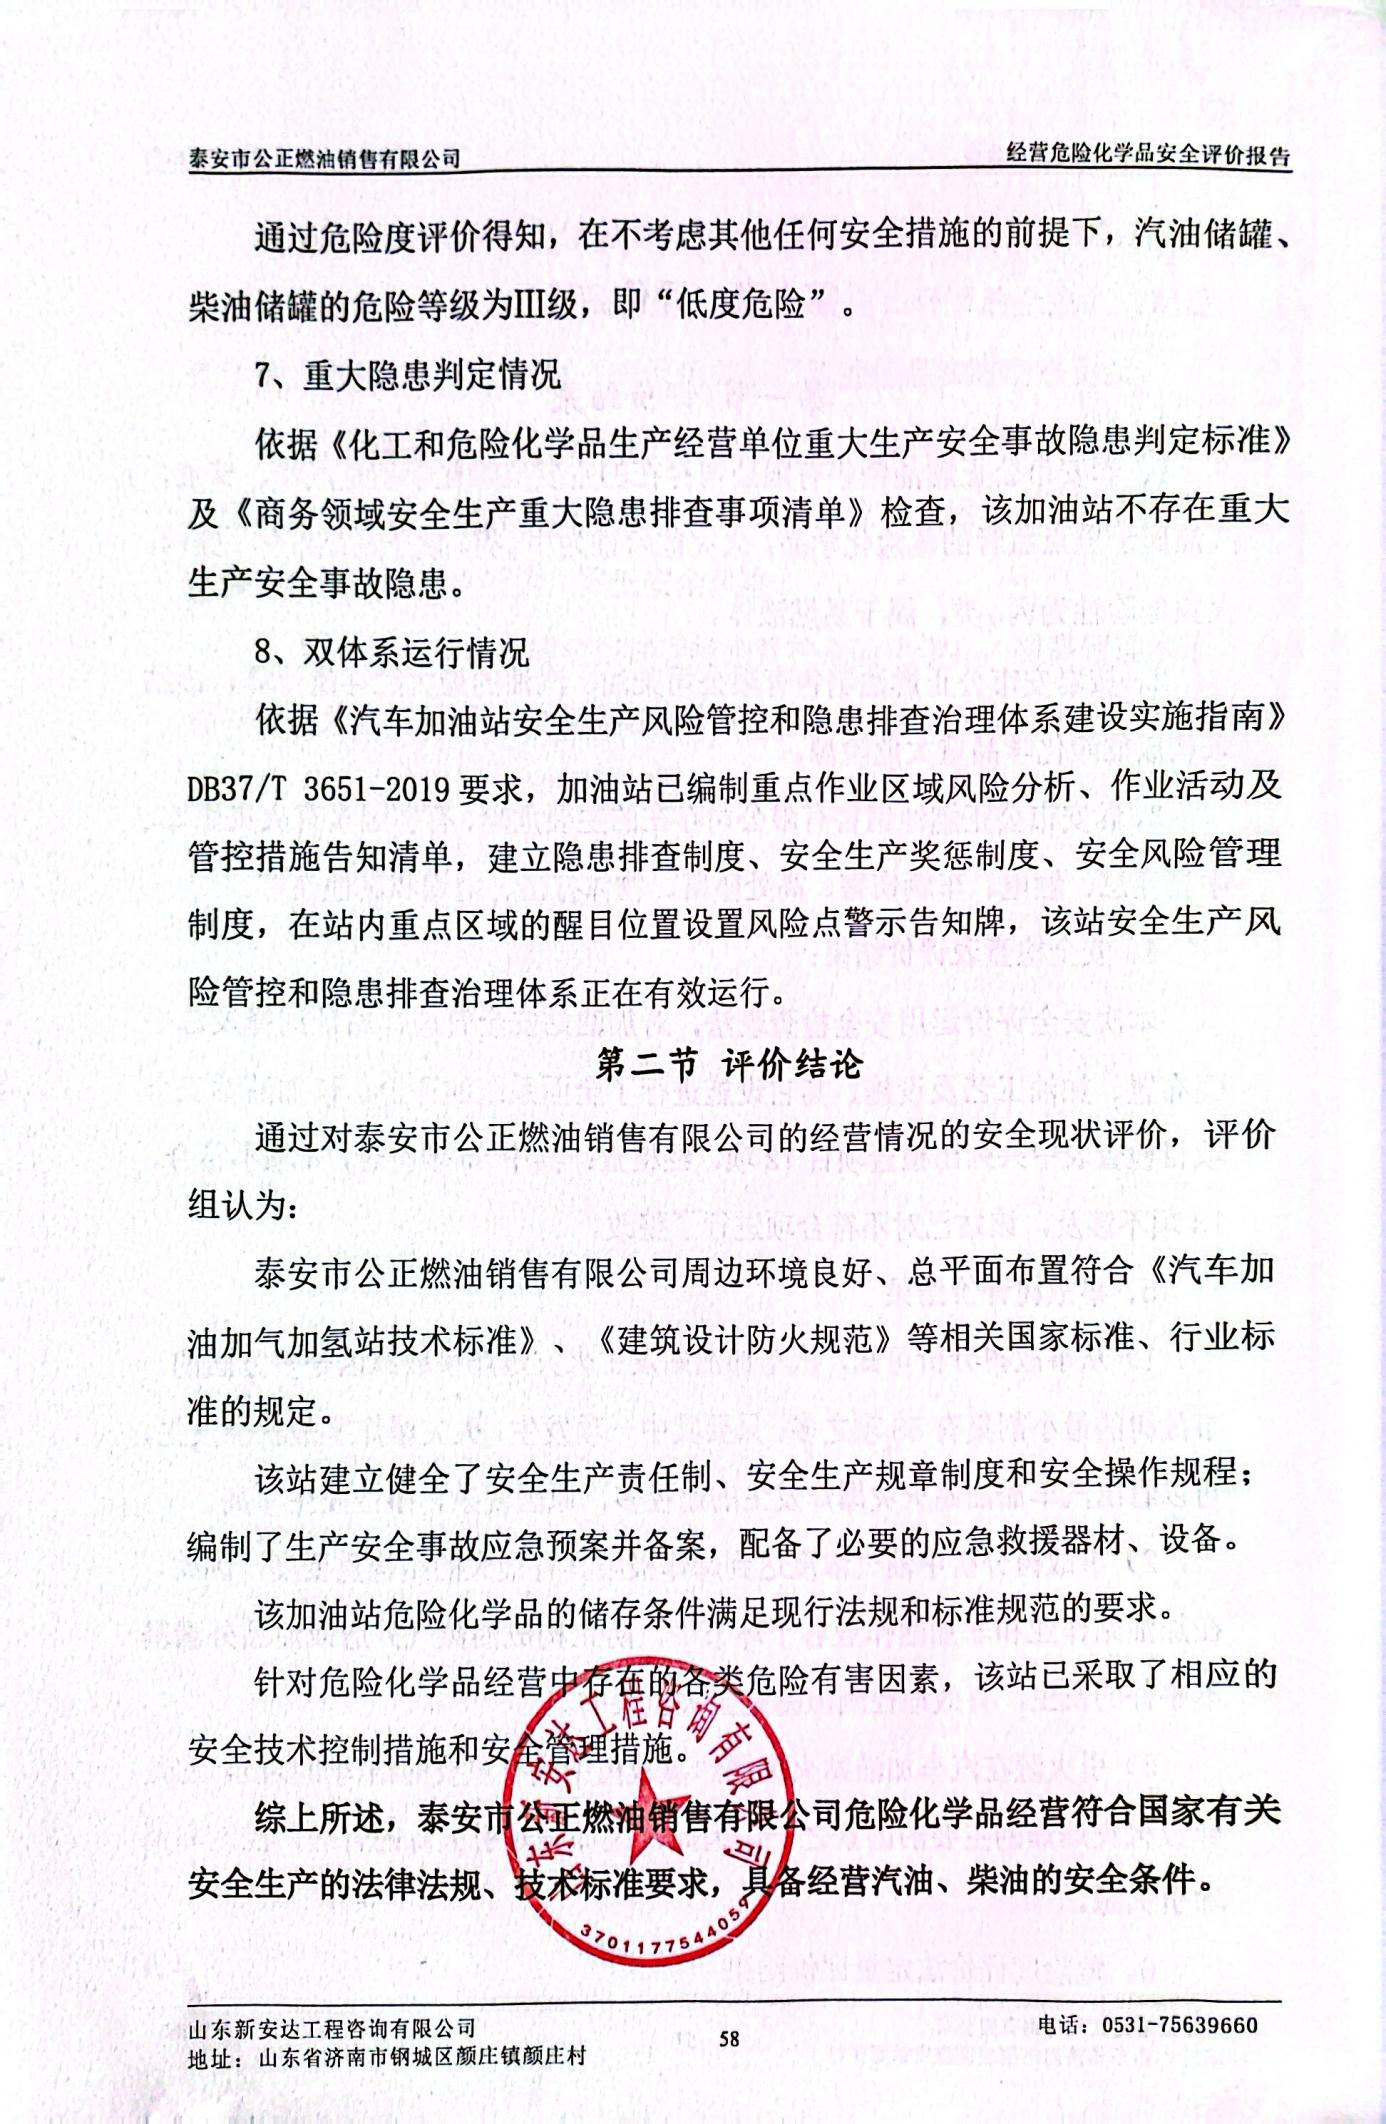 泰安市公正燃油销售有限公司
经营危险化学品安全评价报告
通过危险度评价得知，在不考虑其他任何安全措施的前提下，汽油储罐、
柴油储罐的危险等级为III级，即“低度危险”。
7、重大隐患判定情况
依据《化工和危险化学品生产经营单位重大生产安全事故隐患判定标准》
及《商务领域安全生产重大隐患排查事项清单》检查，该加油站不存在重大
生产安全事故隐患。
8、双体系运行情况
依据《汽车加油站安全生产风险管控和隐患排查治理体系建设实施指南》
DB37/T 3651-2019 要求，加油站已编制重点作业区域风险分析、作业活动及
管控措施告知清单，建立隐患排查制度、安全生产奖惩制度、安全风险管理
制度，在站内重点区域的醒目位置设置风险点警示告知牌，该站安全生产风
险管控和隐患排查治理体系正在有效运行。
第二节 评价结论
通过对泰安市公正燃油销售有限公司的经营情况的安全现状评价，评价
组认为：
泰安市公正燃油销售有限公司周边环境良好、总平面布置符合《汽车加
油加气加氢站技术标准》、《建筑设计防火规范》等相关国家标准、行业标
准的规定。
该站建立健全了安全生产责任制、安全生产规章制度和安全操作规程；
编制了生产安全事故应急预案并备案，配备了必要的应急救援器材、设备。
该加油站危险化学品的储存条件满足现行法规和标准规范的要求。
针对危险化学品经营中存在的各类危险有害因素，该站已采取了相应的
安全技术控制措施和安全管理措施。
综上所述，泰安市公正燃油销售有限公司危险化学品经营符合国家有关
安全生产的法律法规、技术标准要求，具备经营汽油、柴油的安全条件。
山东新安达工程咨询有限公司
3701177544059
山东新安达工程咨询有限公司
地址：山东省济南市钢城区颜庄镇颜庄村
58
电话：0531-75639660